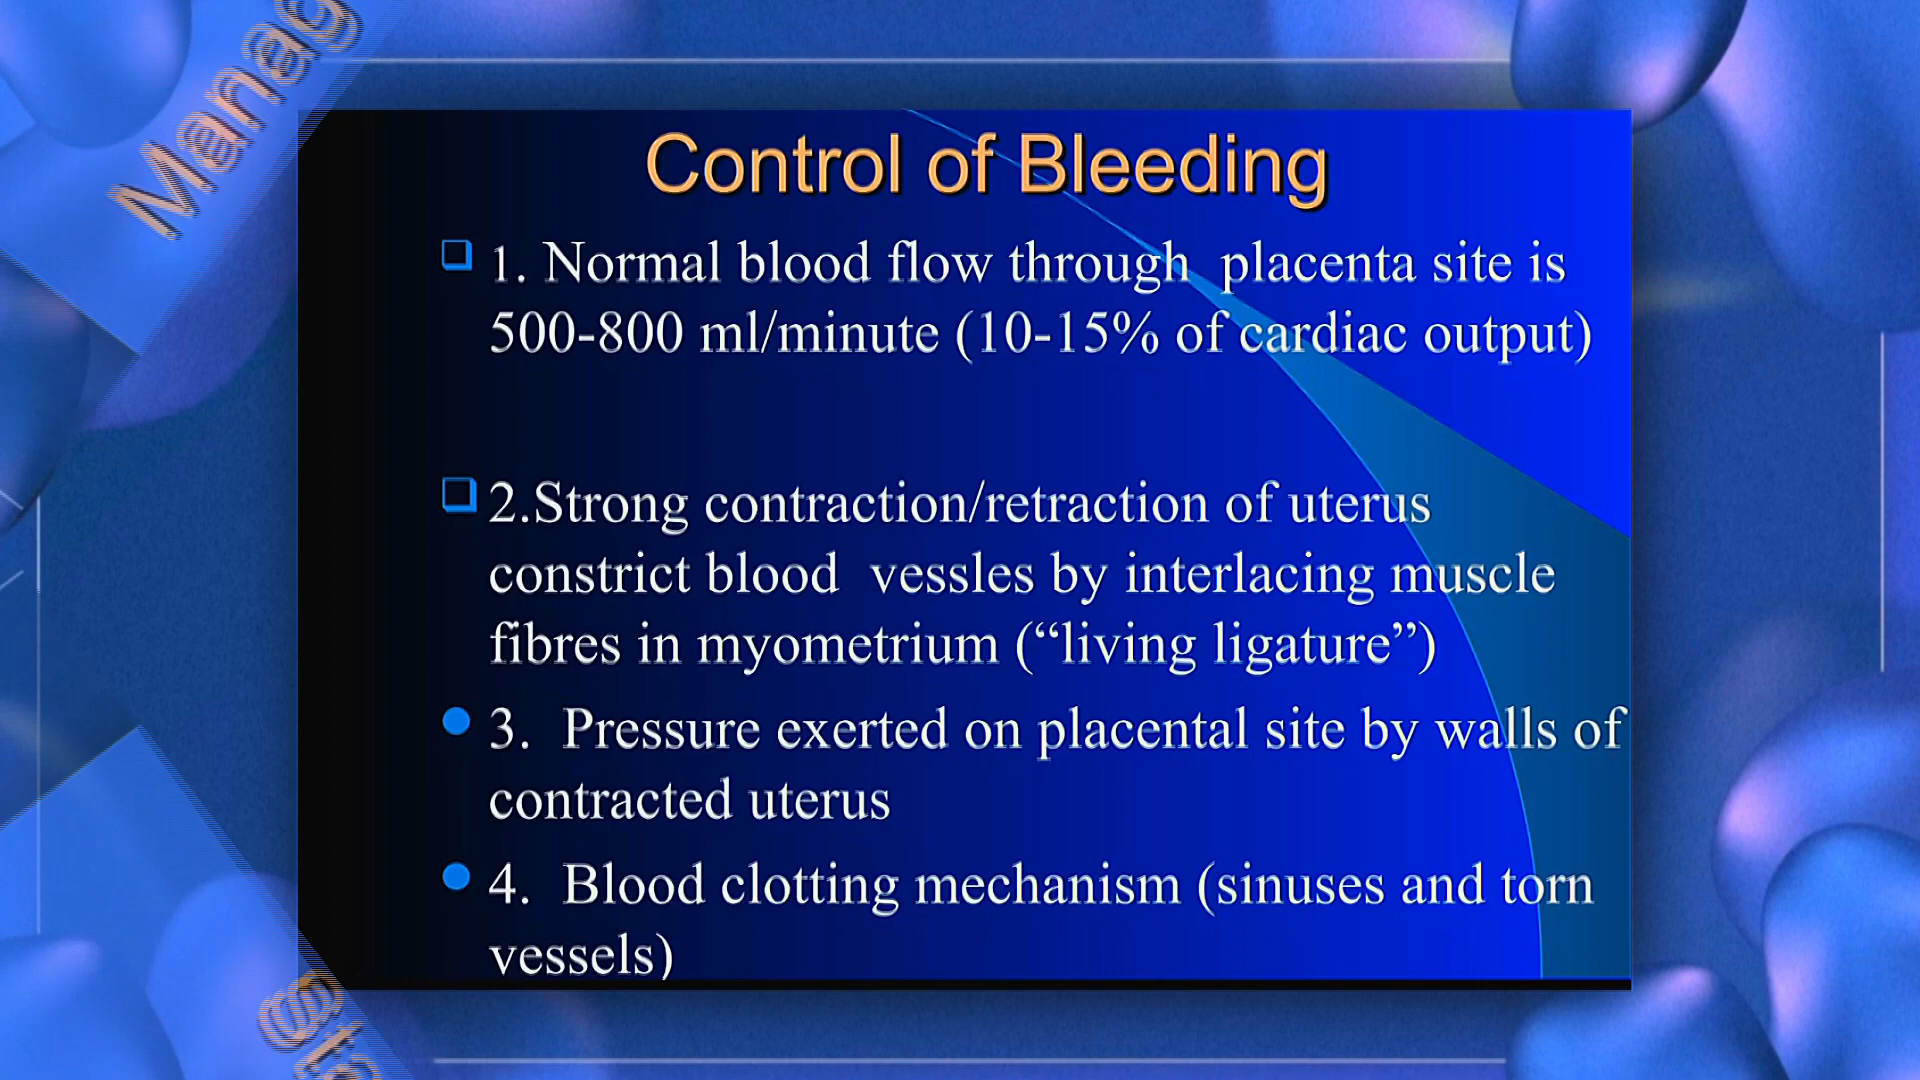 Manag
Control of Bleeding
1. Normal blood flow through placenta site is
500-800 ml/minute (10-15% of cardiac output)
2.Strong contraction/retraction of uterus
constrict blood vessles by interlacing muscle
fibres in myometrium (“living ligature”)
3. Pressure exerted on placental site by walls of
contracted uterus
4. Blood clotting mechanism (sinuses and torn
vessels)